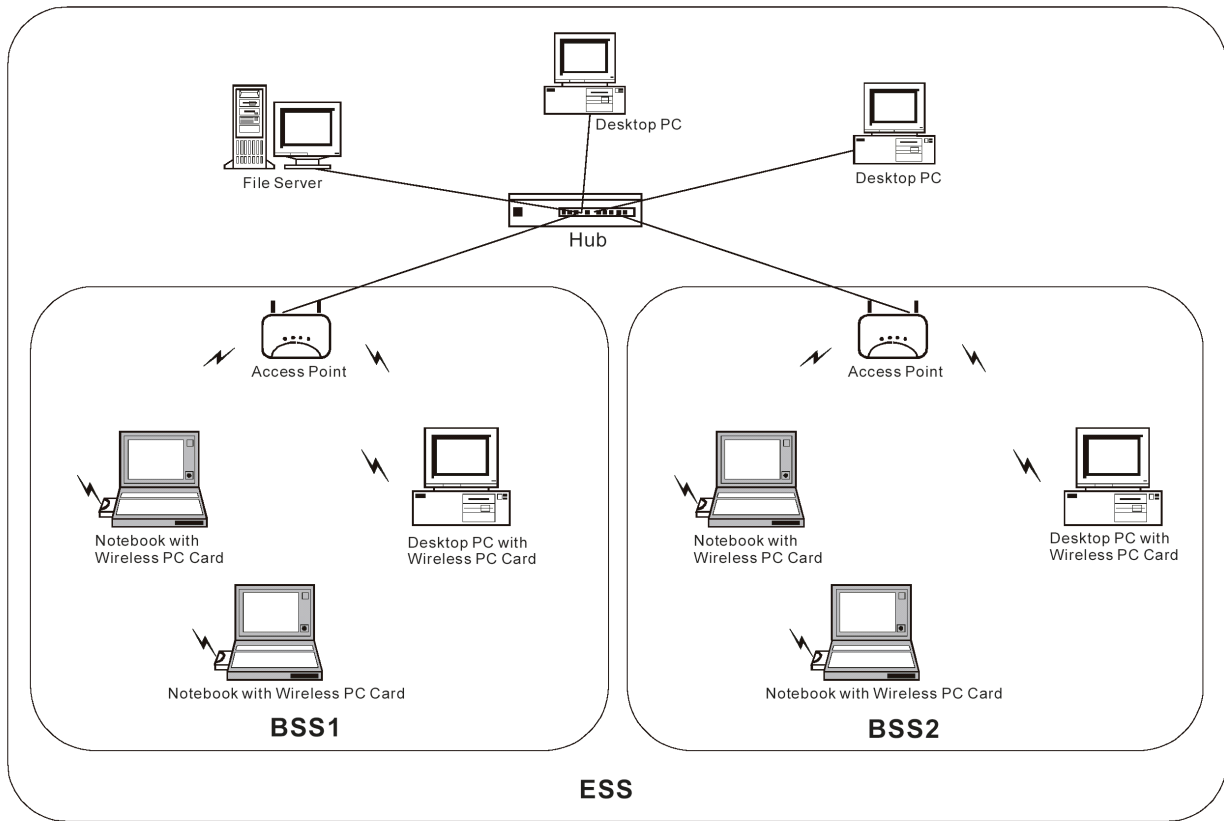 Desktop PC
File Server
Desktop PC
Hub
Access Point
Access Point
Notebook with
Wireless PC Card
Desktop PC with
Wireless PC Card
Notebook with
Wireless PC Card
Desktop PC with
Wireless PC Card
Notebook with Wireless PC Card
Notebook with Wireless PC Card
BSS1
BSS2
ESS